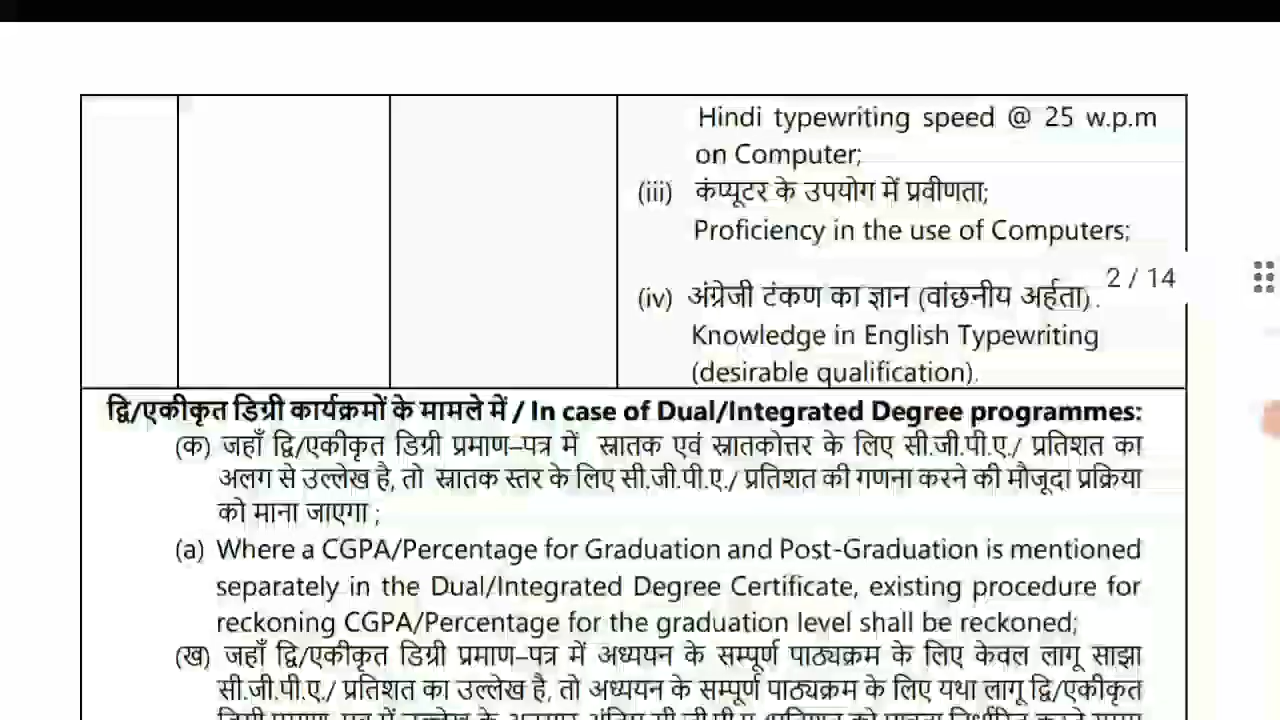 Hindi typewriting speed @ 25 w.p.m
on Computer;
(iii) कंप्यूटर के उपयोग में प्रवीणता;
Proficiency in the use of Computers;
2 / 14
(iv) अंग्रेजी टंकण का ज्ञान (वांछनीय अर्हता).
Knowledge in English Typewriting
(desirable qualification).
द्वि/एकीकृत डिग्री कार्यक्रमों के मामले में / In case of Dual/Integrated Degree programmes:
(क) जहाँ द्वि/एकीकृत डिग्री प्रमाण–पत्र में स्नातक एवं स्नातकोत्तर के लिए सी.जी.पी.ए./ प्रतिशत का
अलग से उल्लेख है, तो स्नातक स्तर के लिए सी.जी.पी.ए./ प्रतिशत की गणना करने की मौजूदा प्रक्रिया
को माना जाएगा ;
(a) Where a CGPA/Percentage for Graduation and Post-Graduation is mentioned
separately in the Dual/Integrated Degree Certificate, existing procedure for
reckoning CGPA/Percentage for the graduation level shall be reckoned;
(ख) जहाँ द्वि/एकीकृत डिग्री प्रमाण–पत्र में अध्ययन के सम्पूर्ण पाठ्यक्रम के लिए केवल लागू साझा
सी.जी.पी.ए./ प्रतिशत का उल्लेख है, तो अध्ययन के सम्पूर्ण पाठ्यक्रम के लिए यथा लागू द्वि/एकीकृत